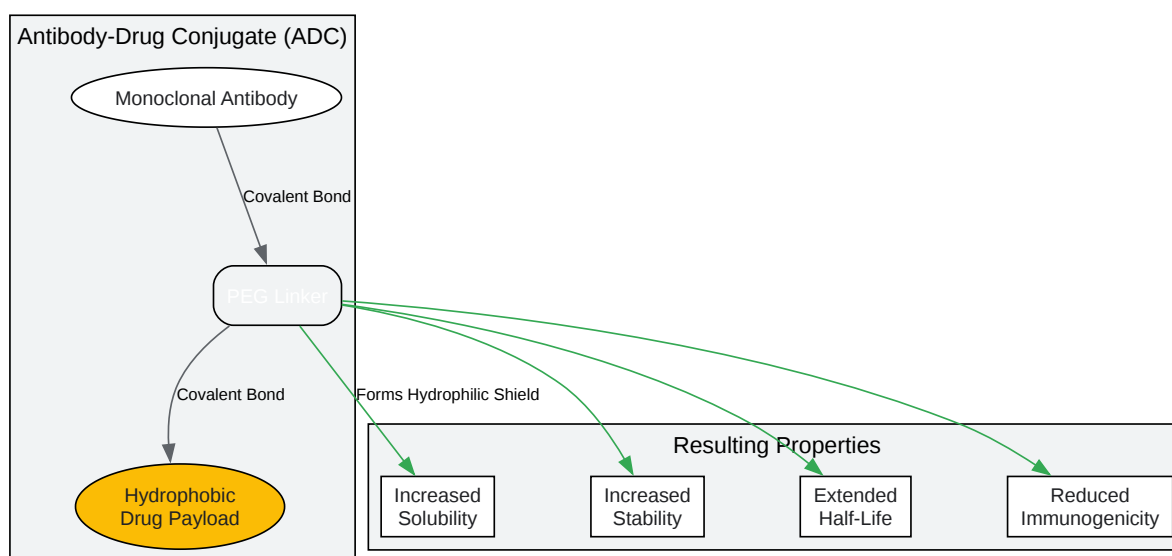 Antibody-Drug Conjugate (ADC)
Monoclonal Antibody
Covalent Bond
PEG Linker
Covalent Bond
Forms Hydrophilic Shield
Hydrophobic
Drug Payload
Resulting Properties
Increased
Solubility
Increased
Stability
Extended
Half-Life
Reduced
Immunogenicity